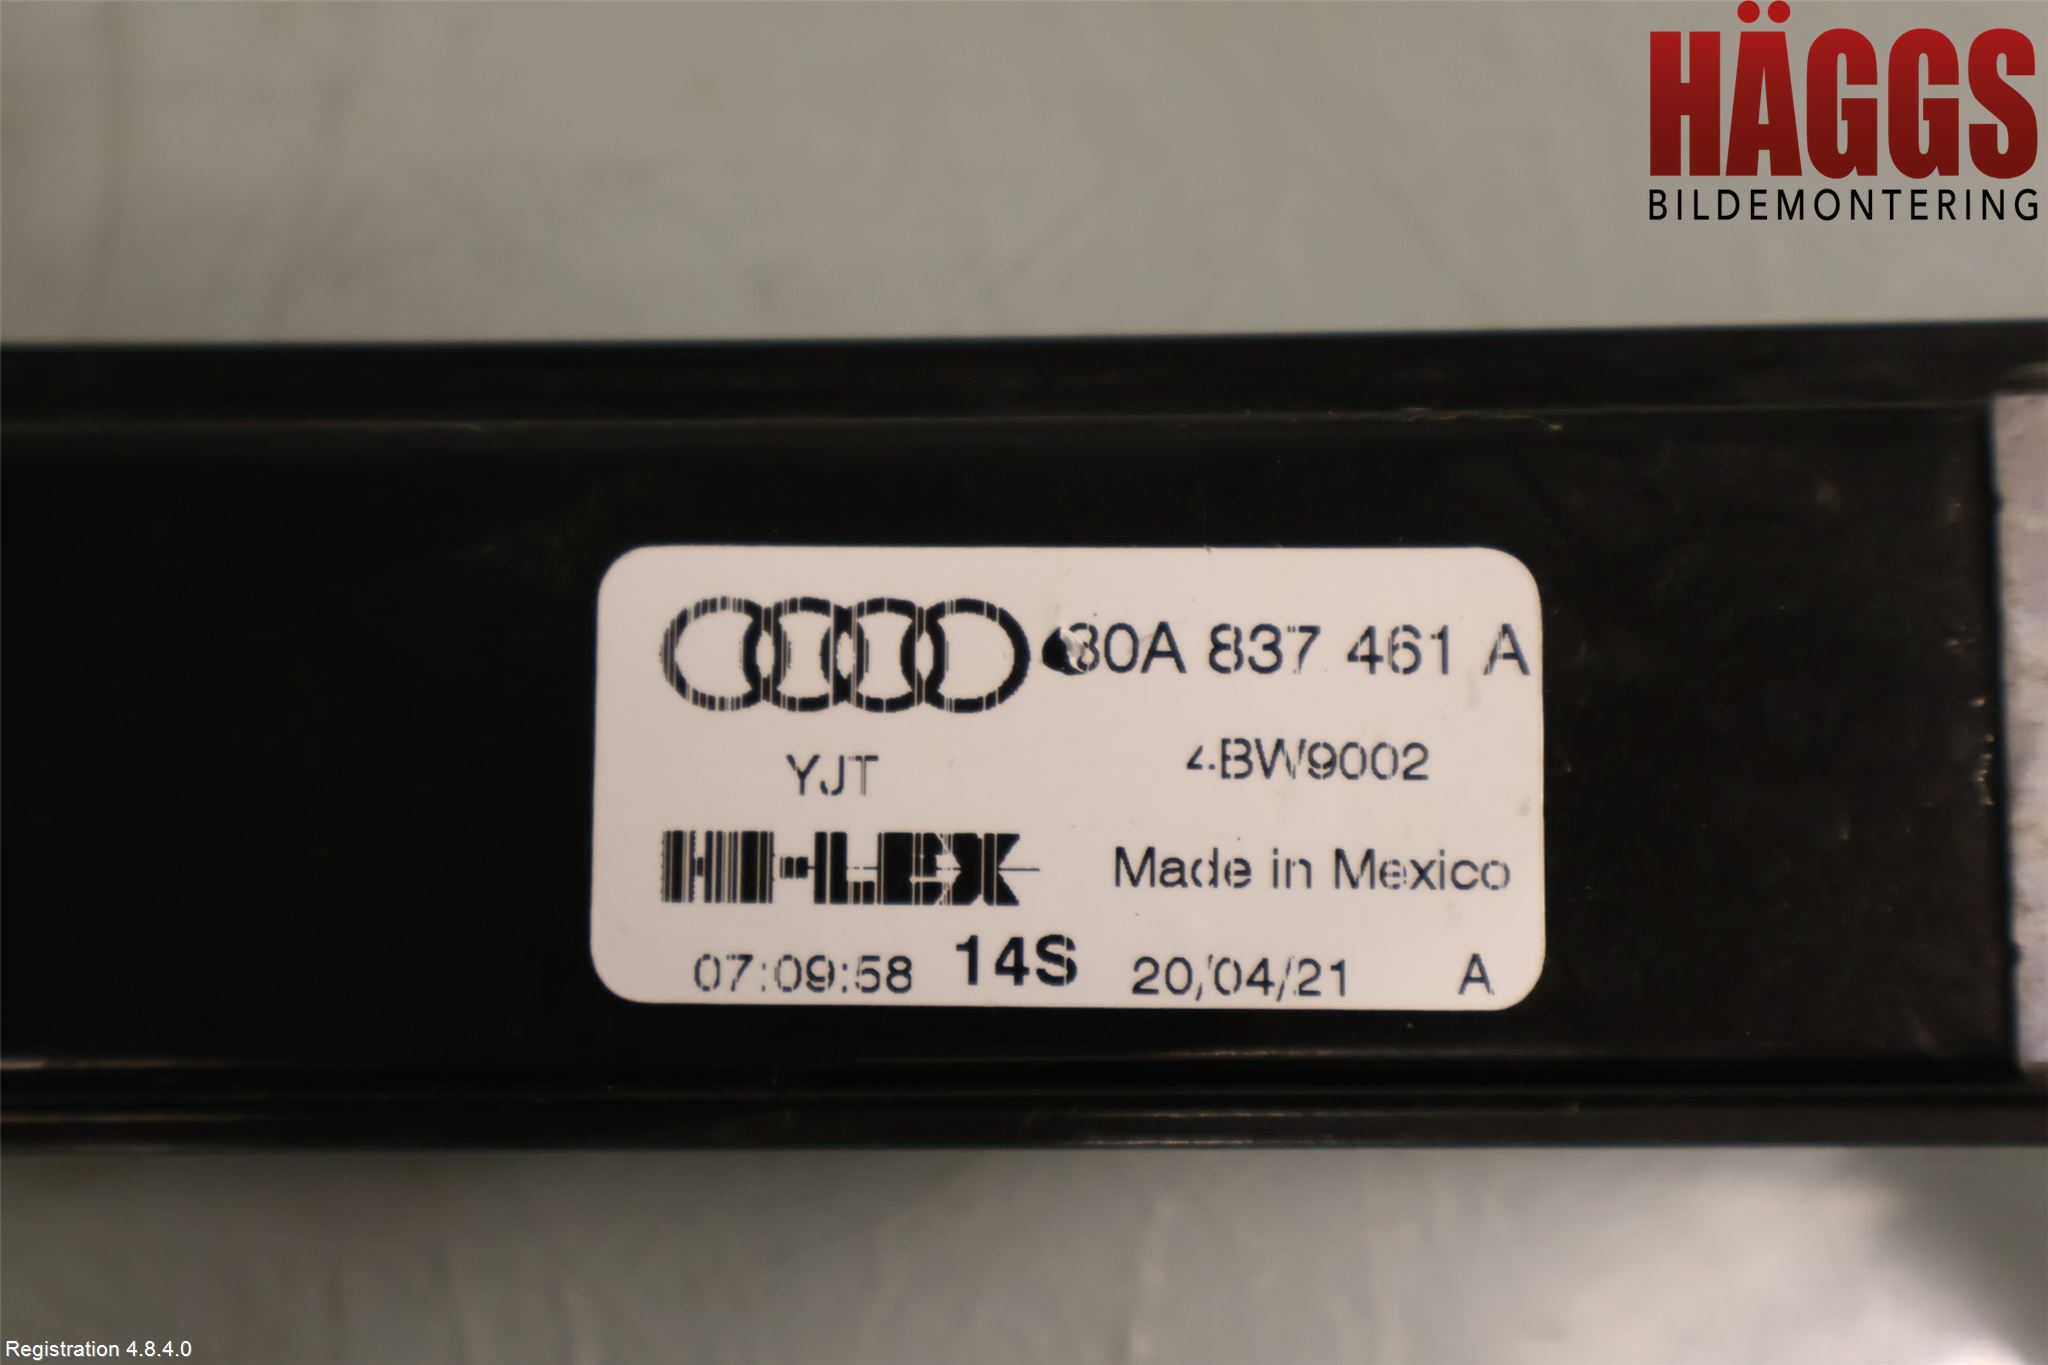 HÄGGS
BILDEMONTERING
80A 837 461 A
YJT 4BW9002
HI-LEX Made in Mexico
07:09:58 14S 20/04/21 A
Registration 4.8.4.0